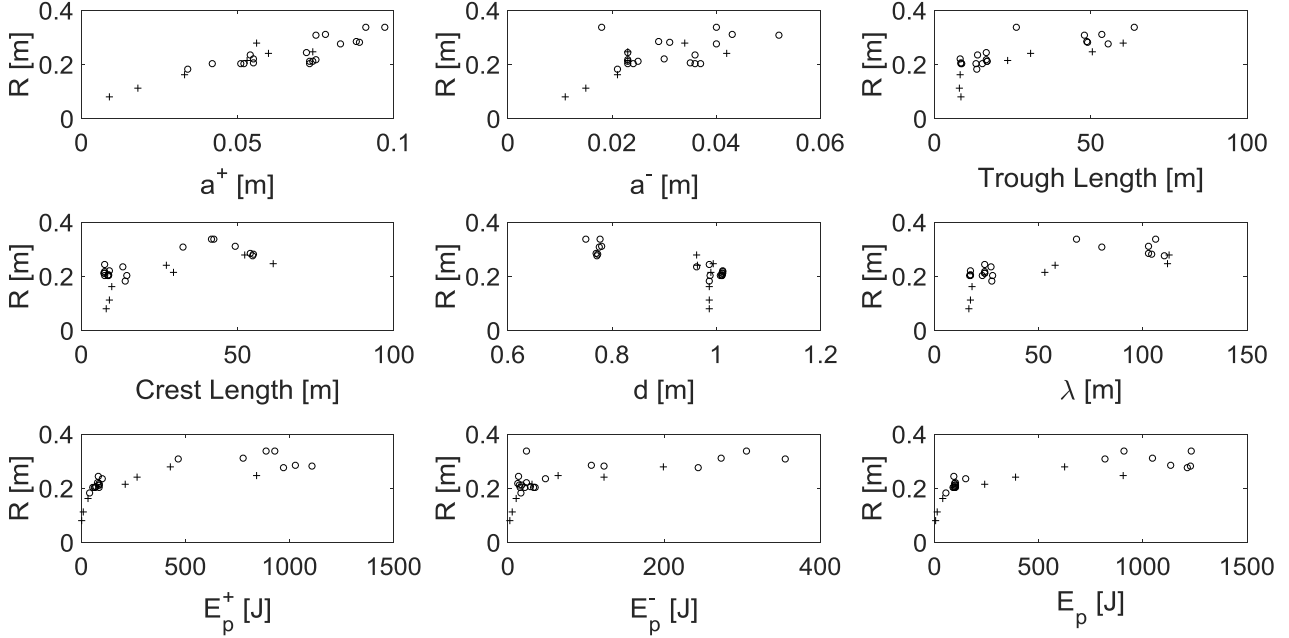 0.4 0.4 0.4
R [m] R [m] R [m]
0.2 0.2 0.2
0 0 0
0 0.05 0.1 0 0.02 0.04 0.06 0 50 100
a⁺ [m] a⁻ [m] Trough Length [m]
0.4 0.4 0.4
R [m] R [m] R [m]
0.2 0.2 0.2
0 0 0
0 50 100 0.6 0.8 1 1.2 0 50 100 150
Crest Length [m] d [m] λ [m]
0.4 0.4 0.4
R [m] R [m] R [m]
0.2 0.2 0.2
0 0 0
0 500 1000 1500 0 200 400 0 500 1000 1500
E⁺ₚ [J] E⁻ₚ [J] Eₚ [J]